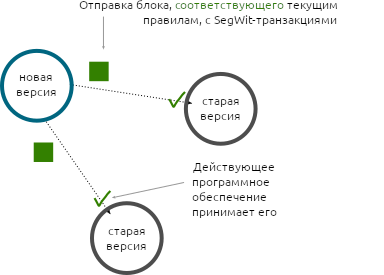 Отправка блока, соответствующего текущим
правилам, с SegWit-транзакциями
новая
версия
старая
версия
Действующее
программное
обеспечение
принимает его
старая
версия